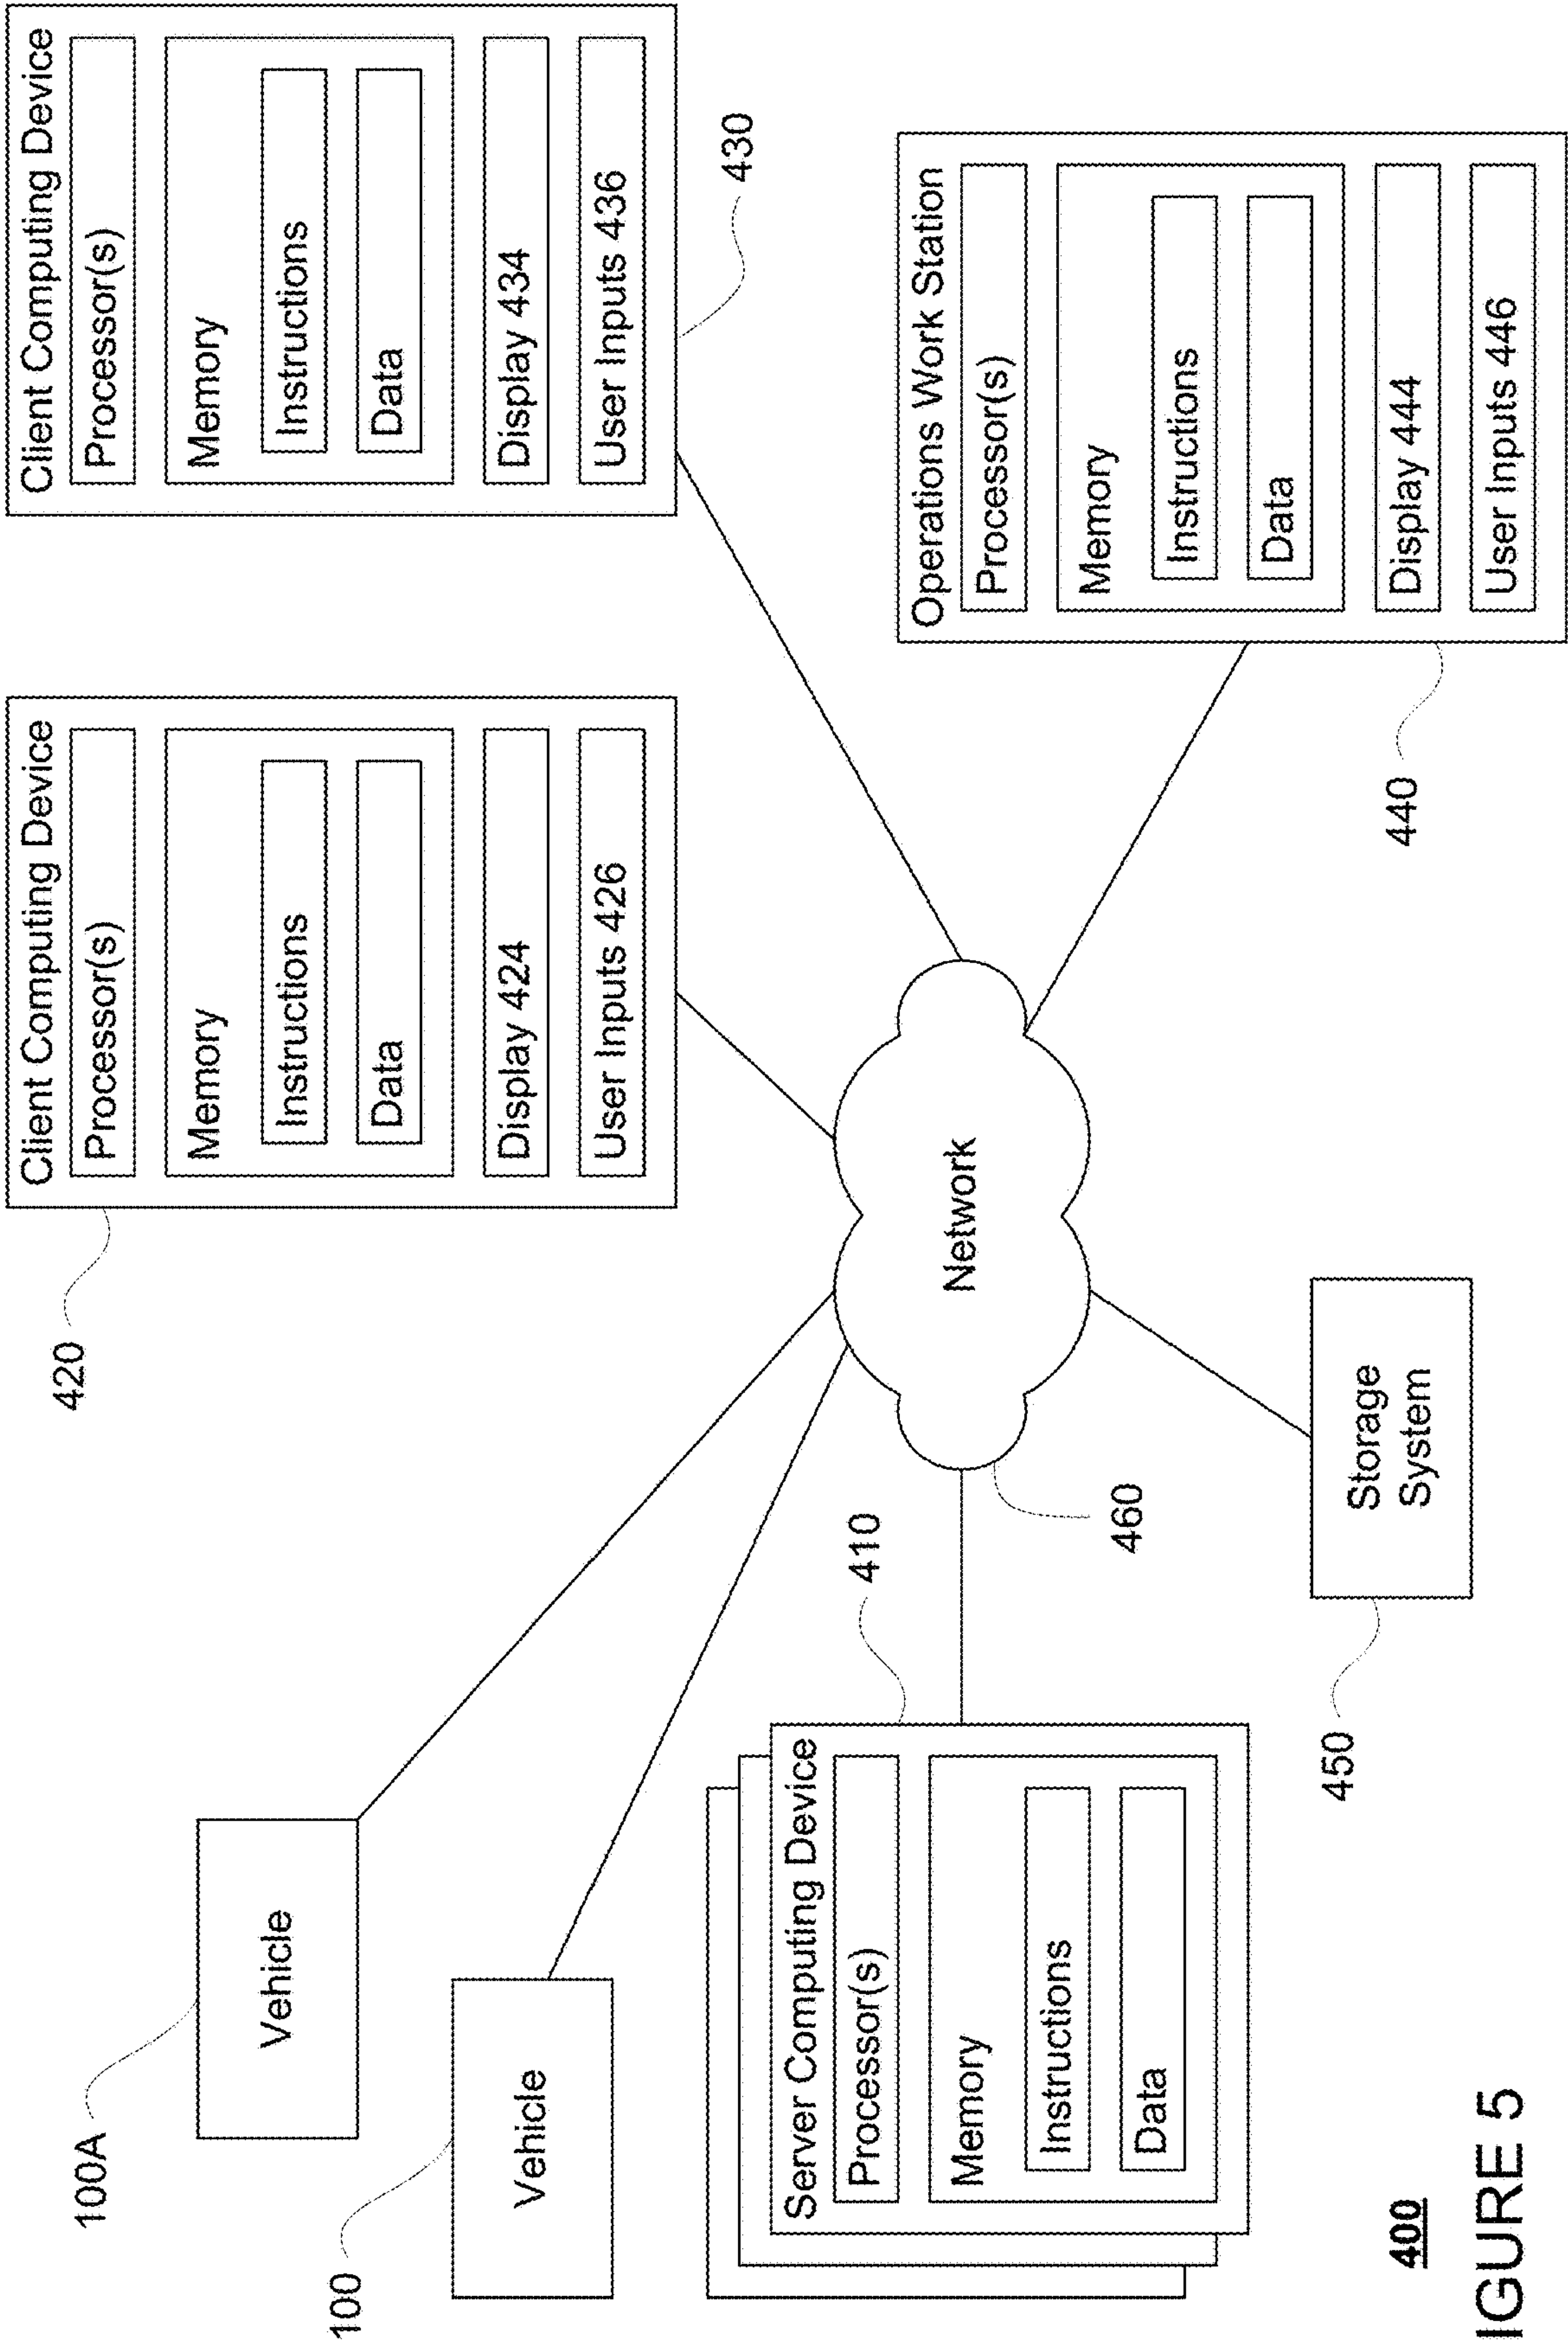 100A
Vehicle
100
Vehicle
420
Client Computing Device
Processor(s)
Memory
Instructions
Data
Display 424
User Inputs 426
Client Computing Device
Processor(s)
Memory
Instructions
Data
Display 434
User Inputs 436
430
Server Computing Device
Processor(s)
Memory
Instructions
Data
410
Network
460
Storage
System
450
Operations Work Station
Processor(s)
Memory
Instructions
Data
Display 444
User Inputs 446
440
400
IGURE 5